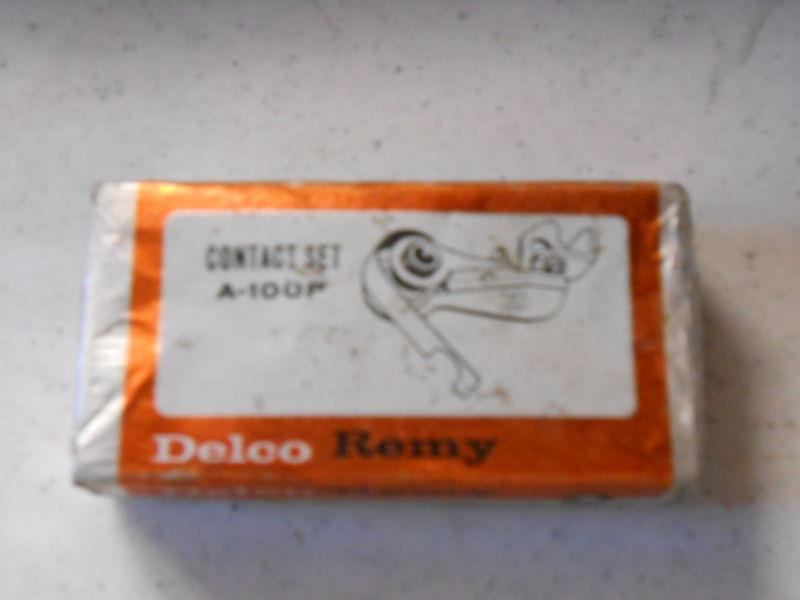 CONTACT SET
A-100P
Delco Remy